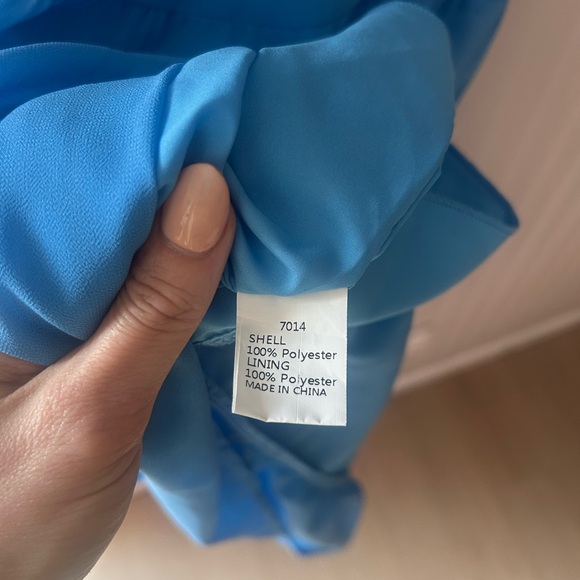 7014
SHELL
100% Polyester
LINING
100% Polyester
MADE IN CHINA